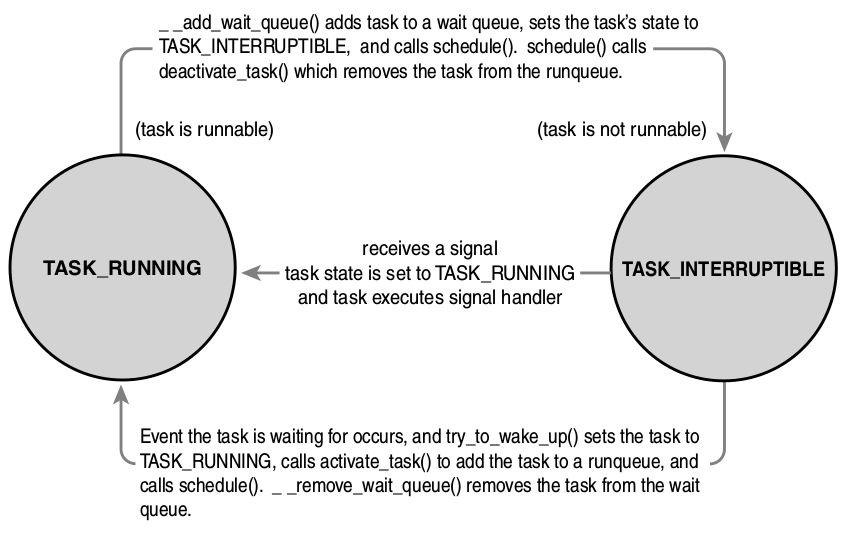 _ _add_wait_queue() adds task to a wait queue, sets the task’s state to
TASK_INTERRUPTIBLE, and calls schedule(). schedule() calls
deactivate_task() which removes the task from the runqueue.
(task is runnable)
(task is not runnable)
TASK_RUNNING
receives a signal
task state is set to TASK_RUNNING
and task executes signal handler
TASK_INTERRUPTIBLE
Event the task is waiting for occurs, and try_to_wake_up() sets the task to
TASK_RUNNING, calls activate_task() to add the task to a runqueue, and
calls schedule(). _ _remove_wait_queue() removes the task from the wait
queue.